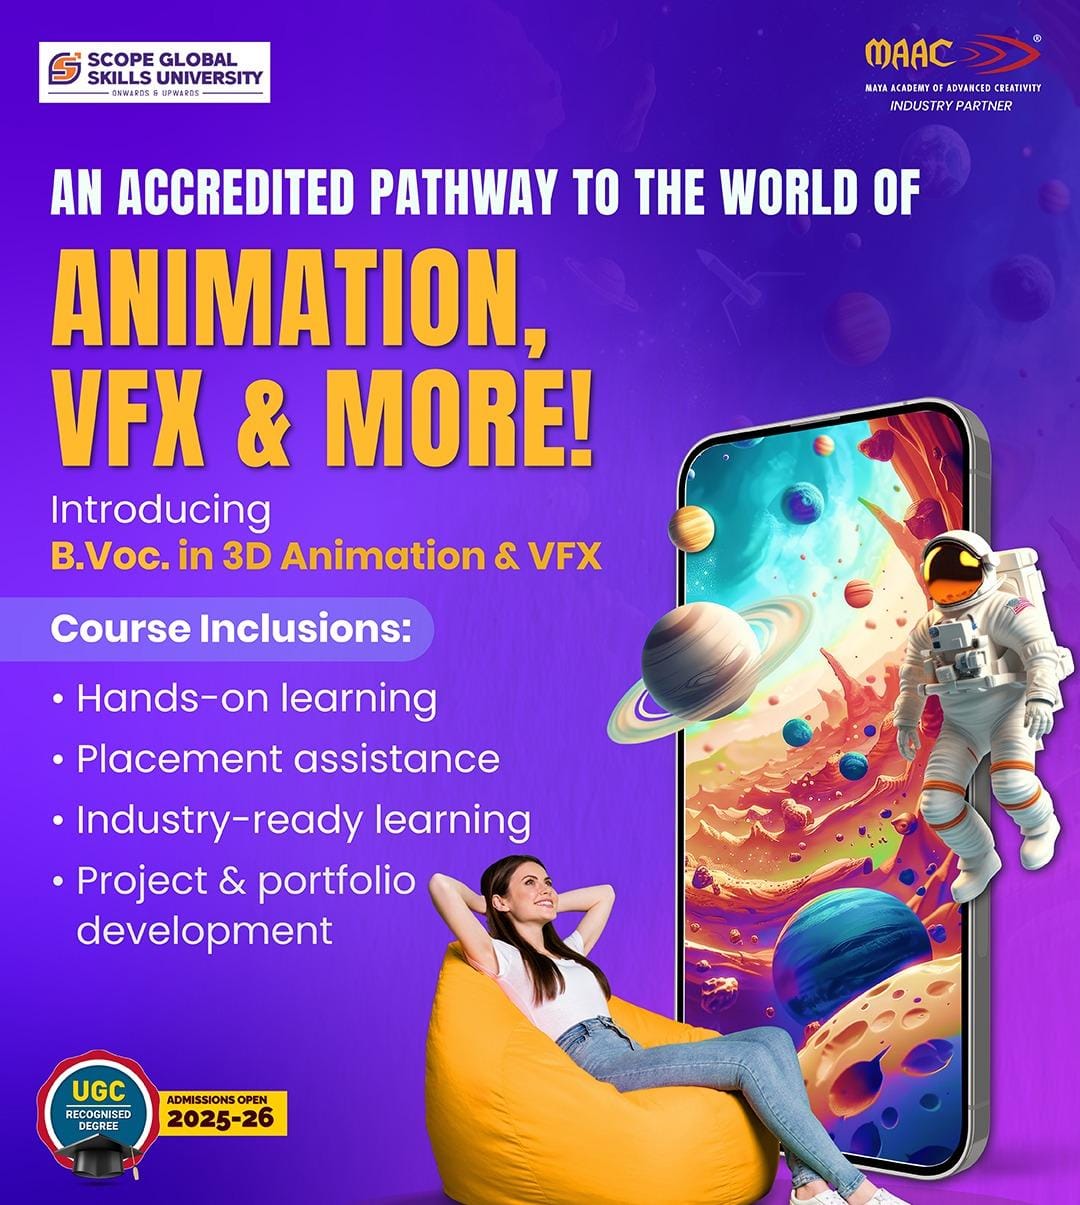 SCOPE GLOBAL
SKILLS UNIVERSITY
ONWARDS & UPWARDS
MAAC
®
MAYA ACADEMY OF ADVANCED CREATIVITY
INDUSTRY PARTNER
AN ACCREDITED PATHWAY TO THE WORLD OF
ANIMATION,
VFX & MORE!
Introducing
B.Voc. in 3D Animation & VFX
Course Inclusions:
• Hands-on learning
• Placement assistance
• Industry-ready learning
• Project & portfolio
development
UGC
RECOGNISED
DEGREE
ADMISSIONS OPEN
2025-26